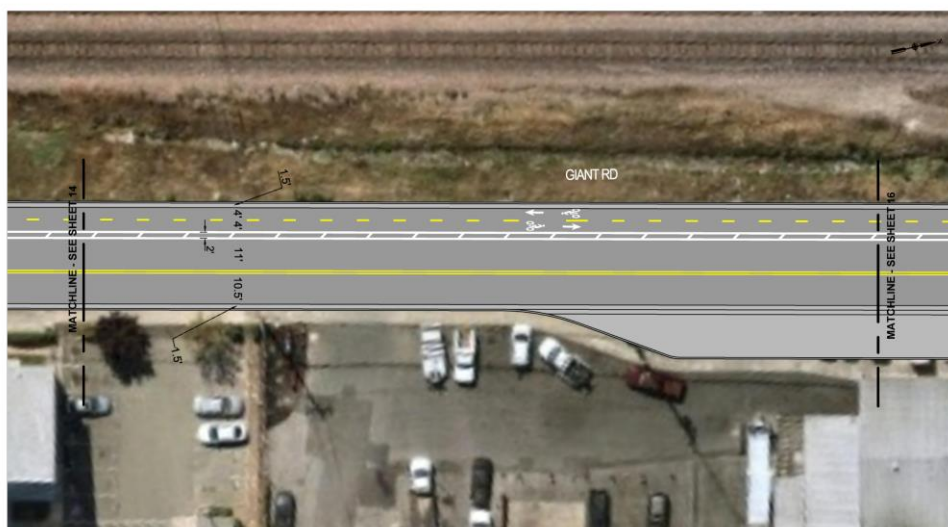 GIANT RD
MATCHLINE - SEE SHEET 14
1.5'
4'
4'
2'
11'
10.5'
1.5'
MATCHLINE - SEE SHEET 16